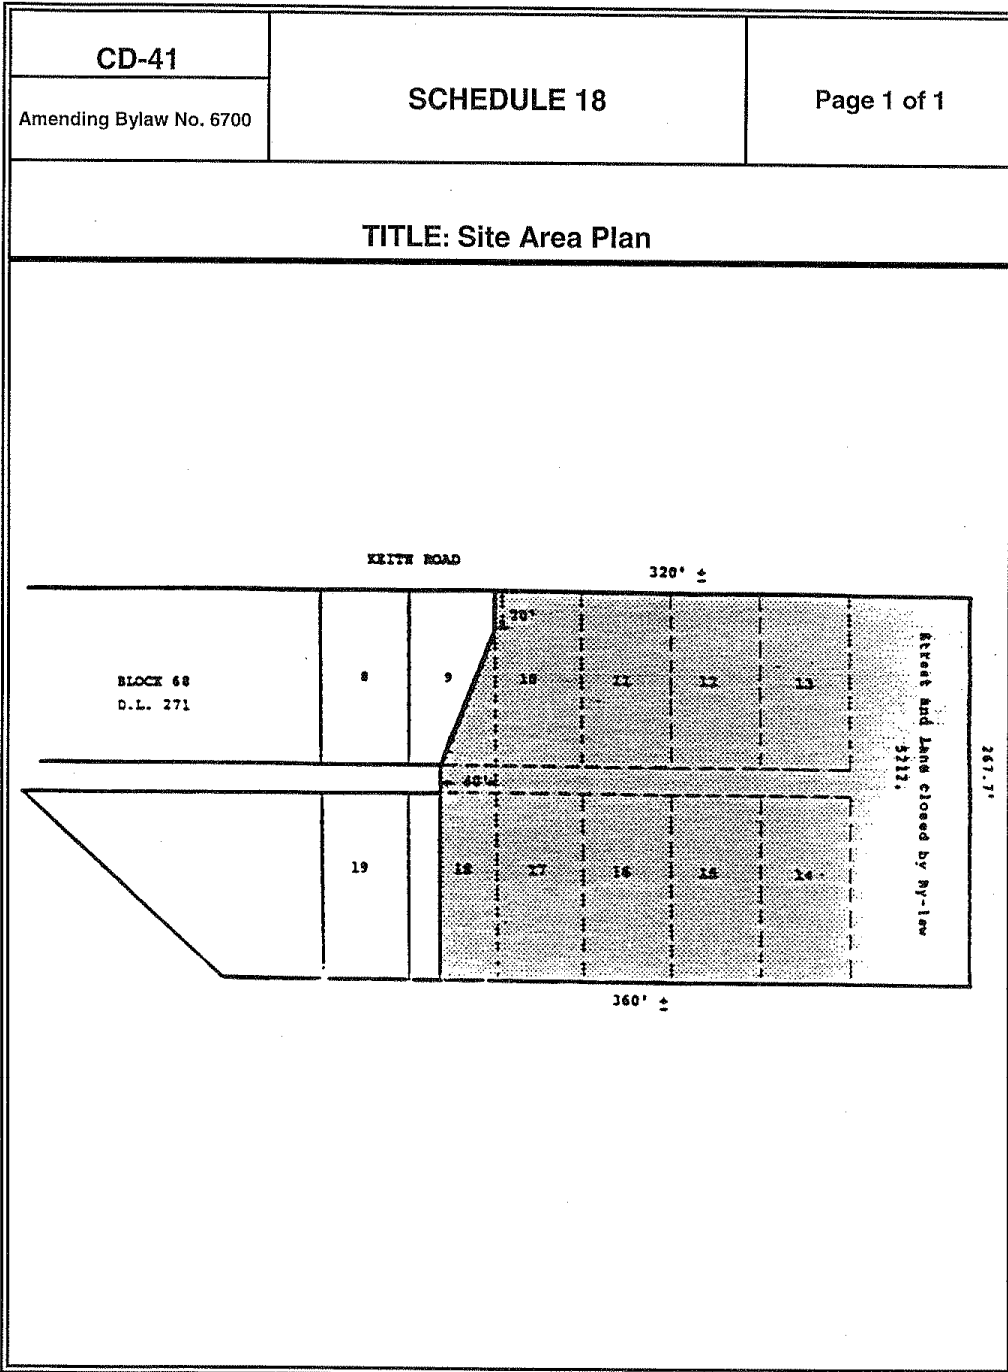 CD-41
Amending Bylaw No. 6700
SCHEDULE 18
Page 1 of 1
TITLE: Site Area Plan
KEITH ROAD
320' ±
BLOCK 68
D.L. 271
8
9
10
11
12
13
Street and lane closed by By-law
5212.
267.7'
19
18
17
16
15
14
360' ±